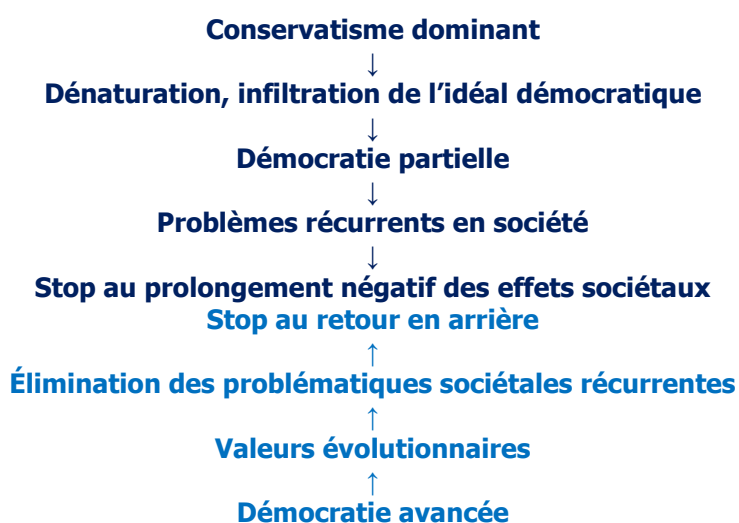 Conservatisme dominant
↓
Dénaturation, infiltration de l’idéal démocratique
↓
Démocratie partielle
↓
Problèmes récurrents en société
↓
Stop au prolongement négatif des effets sociétaux
Stop au retour en arrière
↑
Élimination des problématiques sociétales récurrentes
↑
Valeurs évolutionnaires
↑
Démocratie avancée